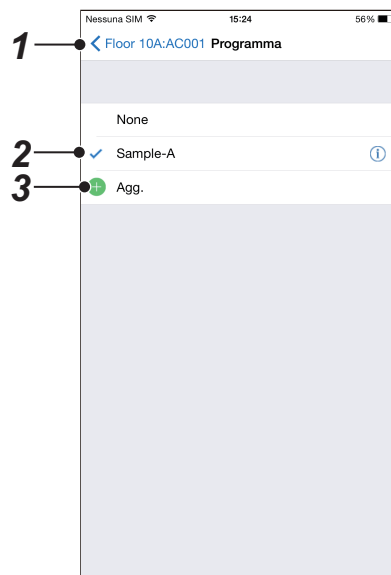 Nessuna SIM 15:24 56%
1 Floor 10A:AC001 Programma
None
2 Sample-A
3 Agg.